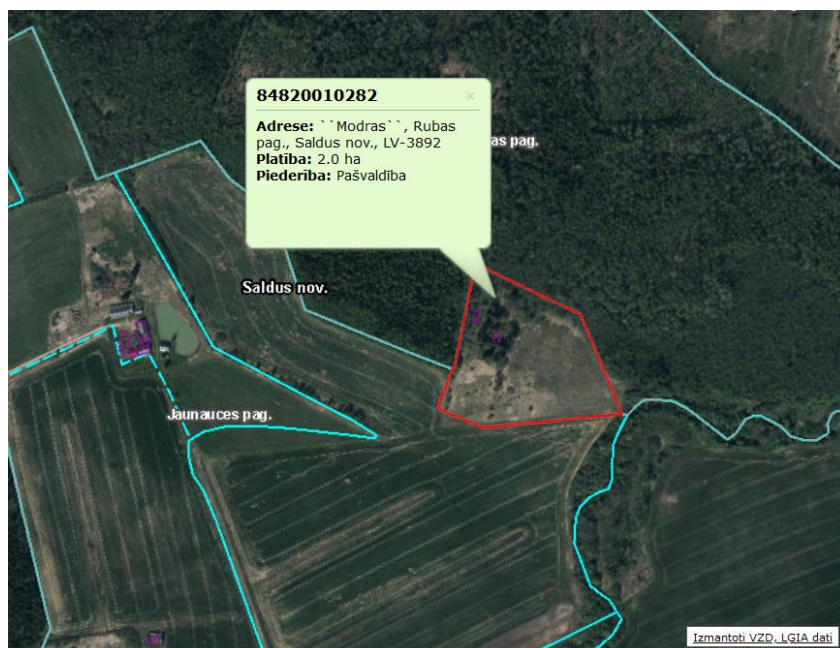 84820010282
×
Adrese: ``Modras``, Rubas
pag., Saldus nov., LV-3892
Platība: 2.0 ha
Piederība: Pašvaldība
as pag.
Saldus nov.
Jaunauces pag.
Izmantoti VZD, LĢIA dati